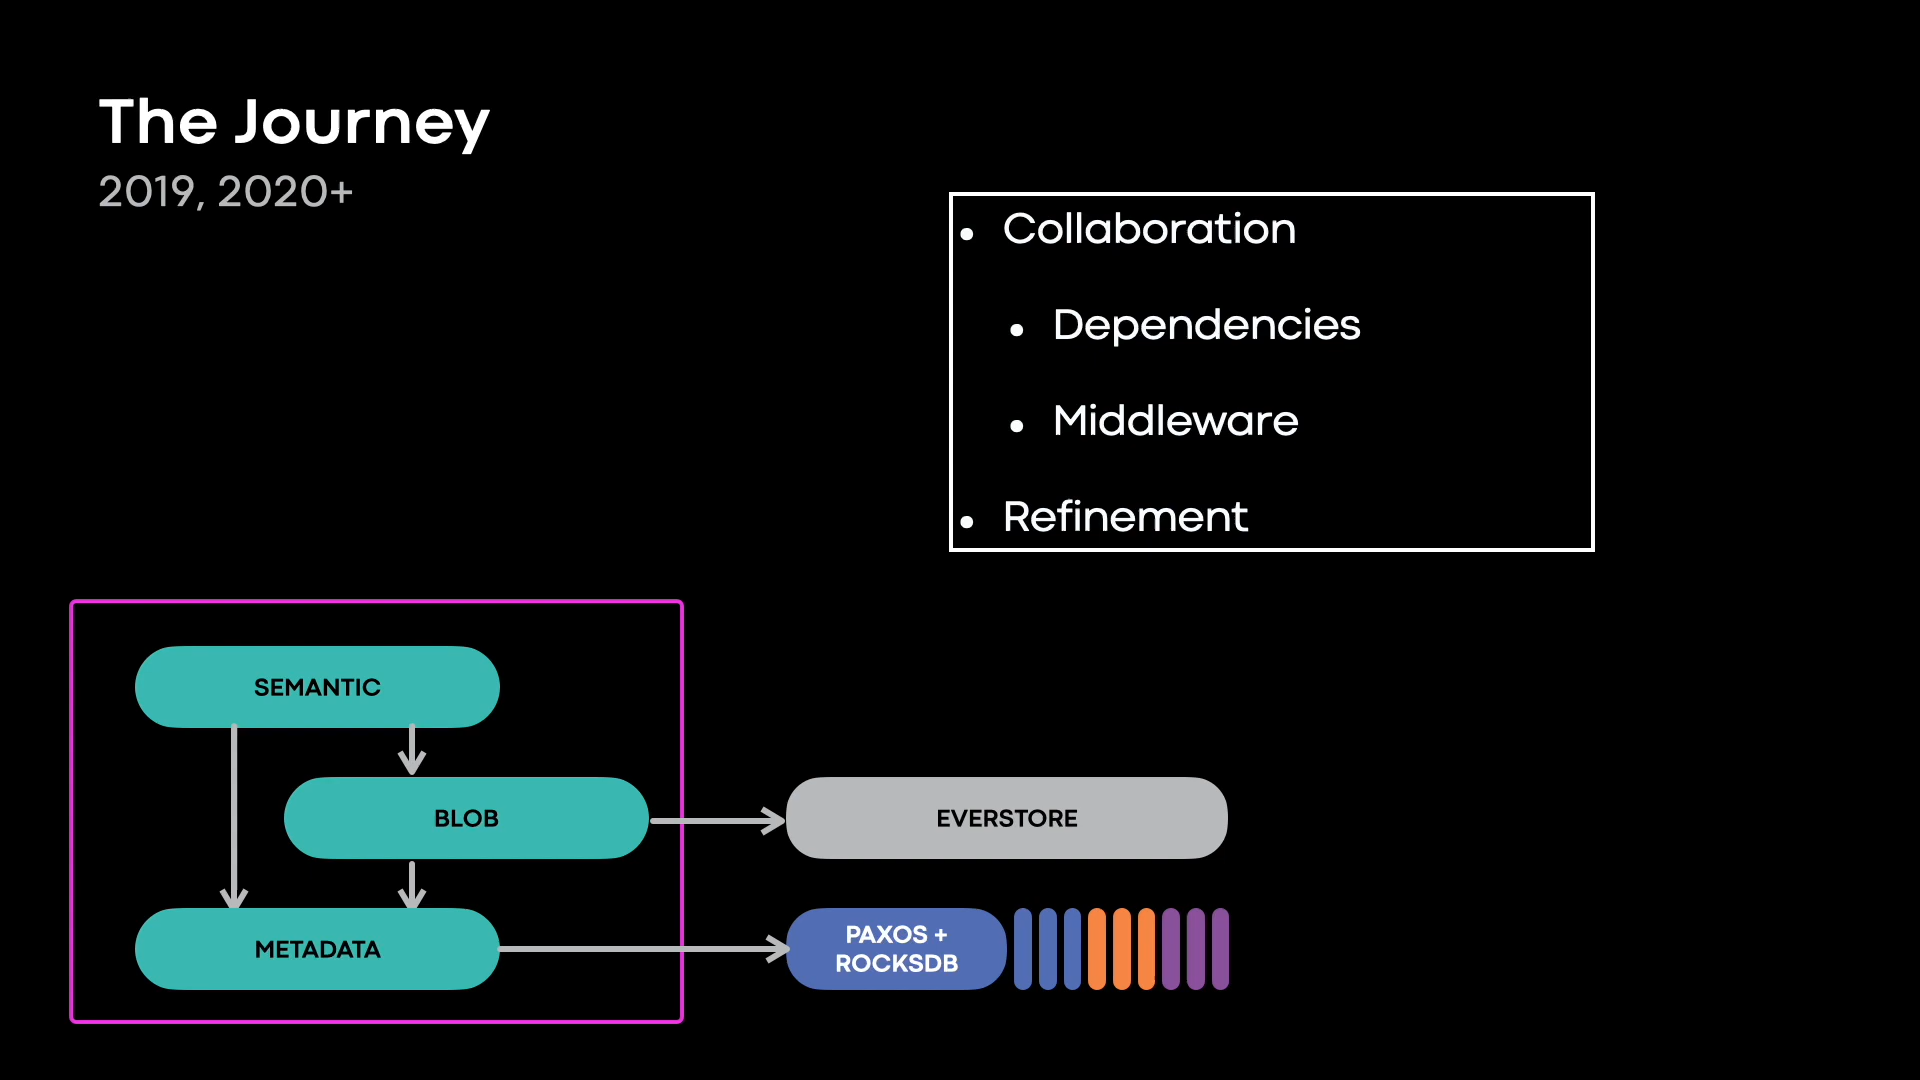 The Journey
2019, 2020+
• Collaboration
• Dependencies
• Middleware
• Refinement
SEMANTIC
BLOB
EVERSTORE
METADATA
PAXOS +
ROCKSDB